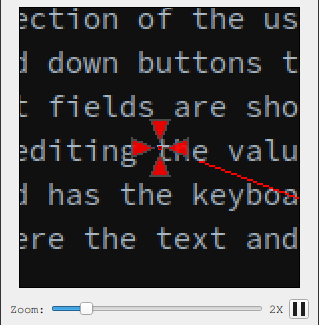 ection of the us
d down buttons t
t fields are sho
editing the valu
d has the keyboa
ere the text and
Zoom: 2X